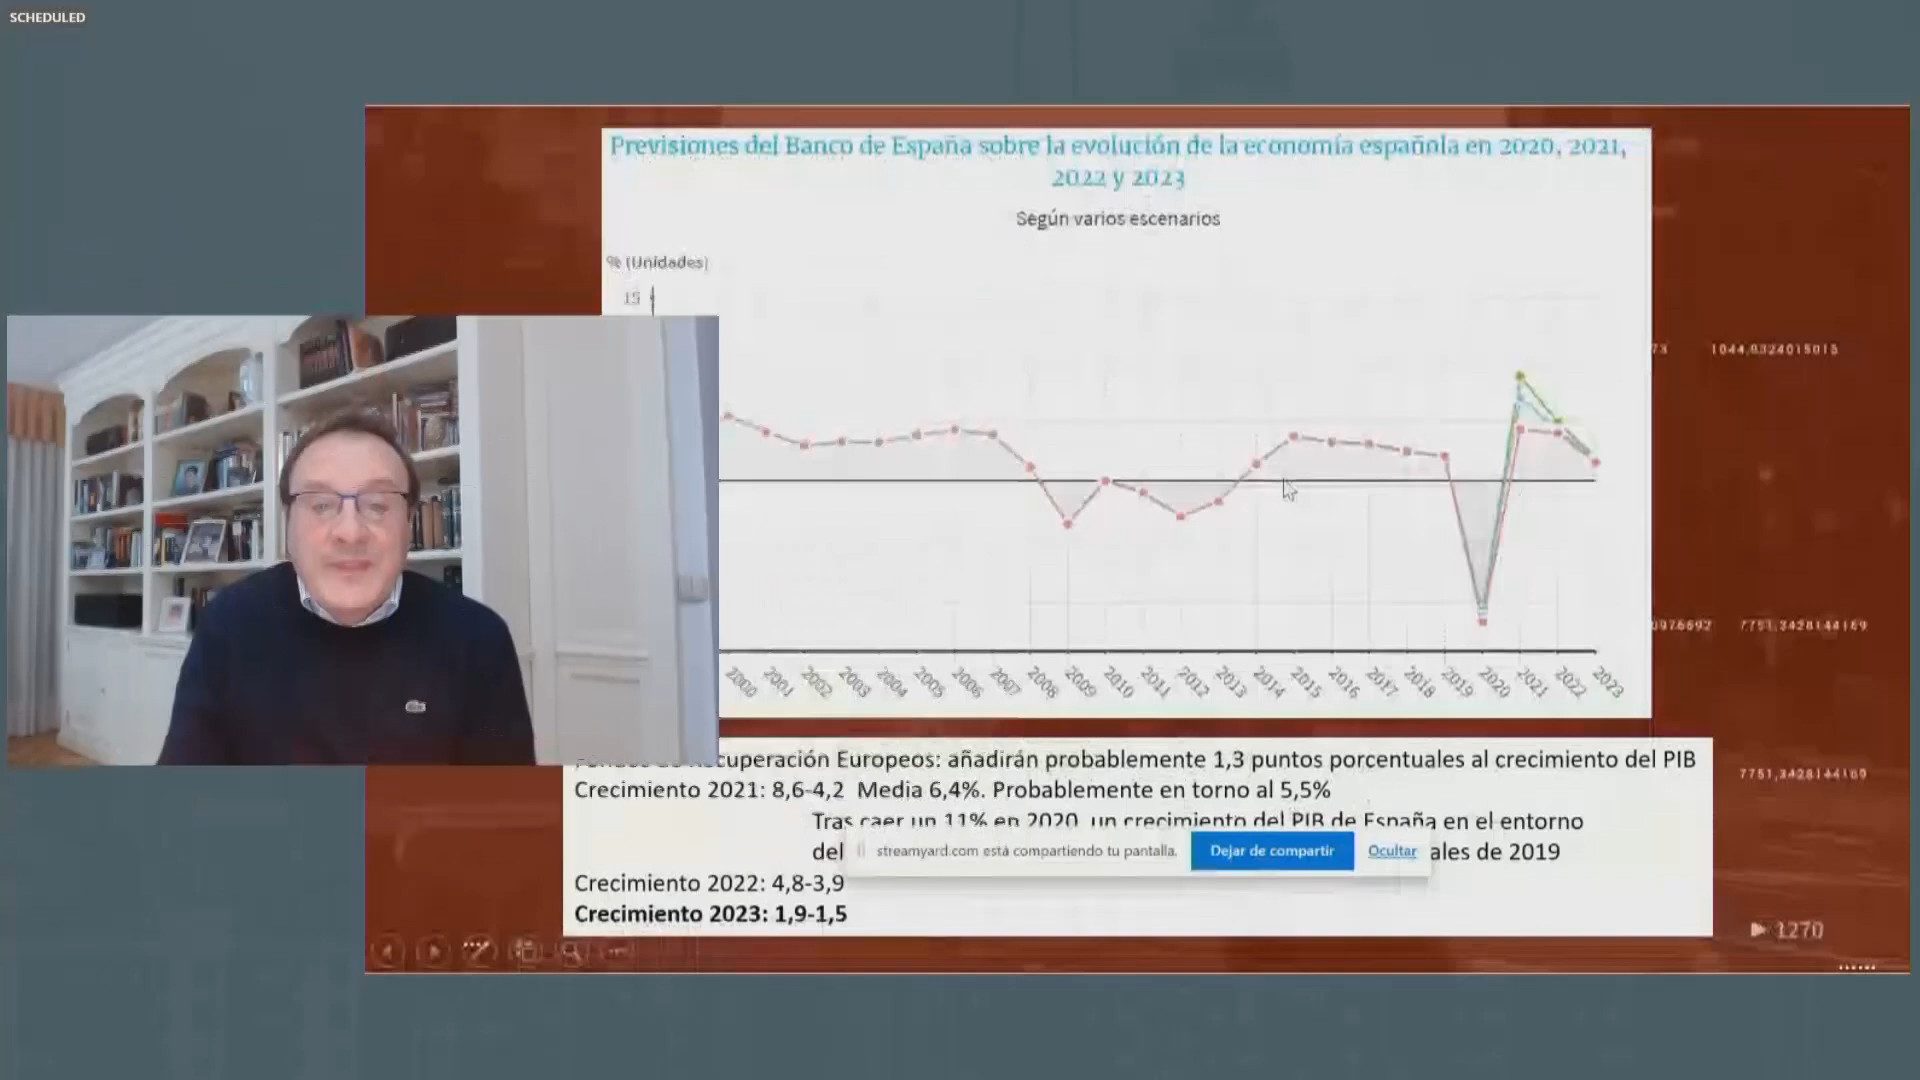 SCHEDULED
Previsiones del Banco de España sobre la evolución de la economía española en 2020, 2021,
2022 y 2023
Según varios escenarios
% (Unidades)
15
73 1044,8324015015
2000 2001 2002 2003 2004 2005 2006 2007 2008 2009 2010 2011 2012 2013 2014 2015 2016 2017 2018 2019 2020 2021 2022 2023
7751,3428144169
cuperación Europeos: añadirán probablemente 1,3 puntos porcentuales al crecimiento del PIB
7751,3428144169
Crecimiento 2021: 8,6-4,2 Media 6,4%. Probablemente en torno al 5,5%
Tras caer un 11% en 2020, un crecimiento del PIB de España en el entorno
del
streamyard.com está compartiendo tu pantalla.
Dejar de compartir
Ocultar
ales de 2019
Crecimiento 2022: 4,8-3,9
Crecimiento 2023: 1,9-1,5
1270